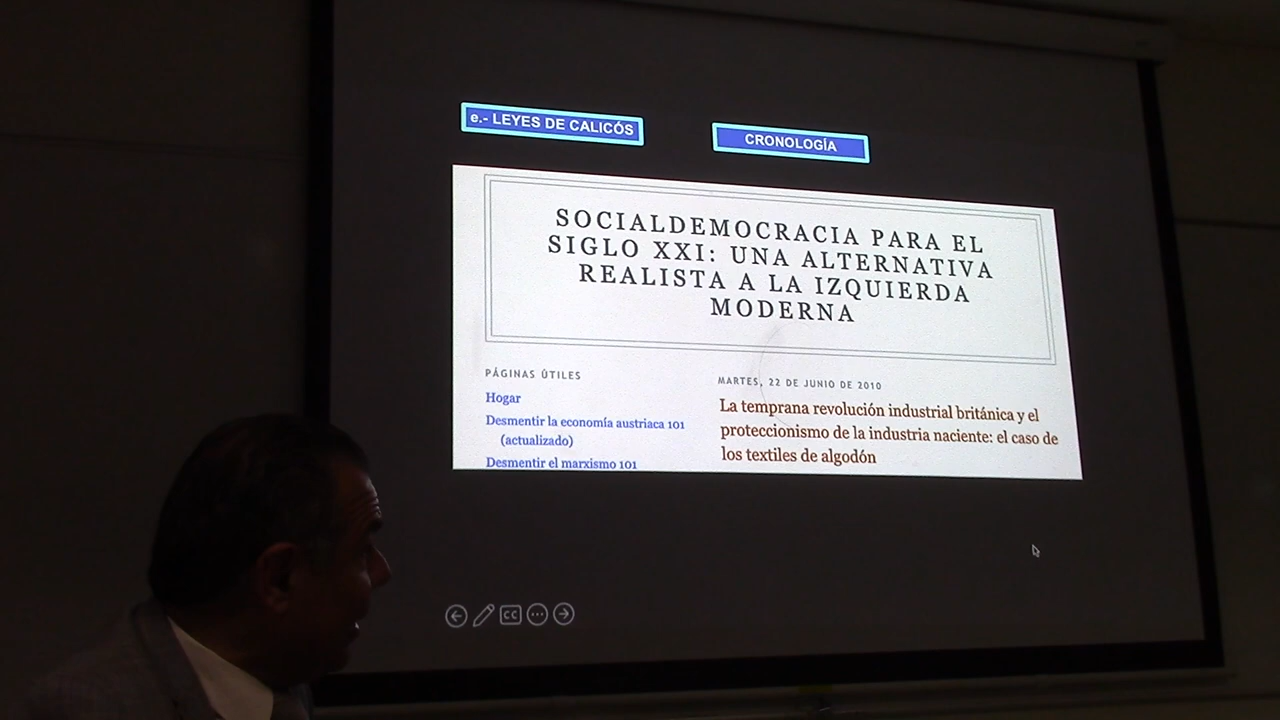 e.- LEYES DE CALICÓS
CRONOLOGÍA
SOCIALDEMOCRACIA PARA EL
SIGLO XXI: UNA ALTERNATIVA
REALISTA A LA IZQUIERDA
MODERNA
PÁGINAS ÚTILES
Hogar
Desmentir la economía austriaca 101
(actualizado)
Desmentir el marxismo 101
MARTES, 22 DE JUNIO DE 2010
La temprana revolución industrial británica y el
proteccionismo de la industria naciente: el caso de
los textiles de algodón
CC